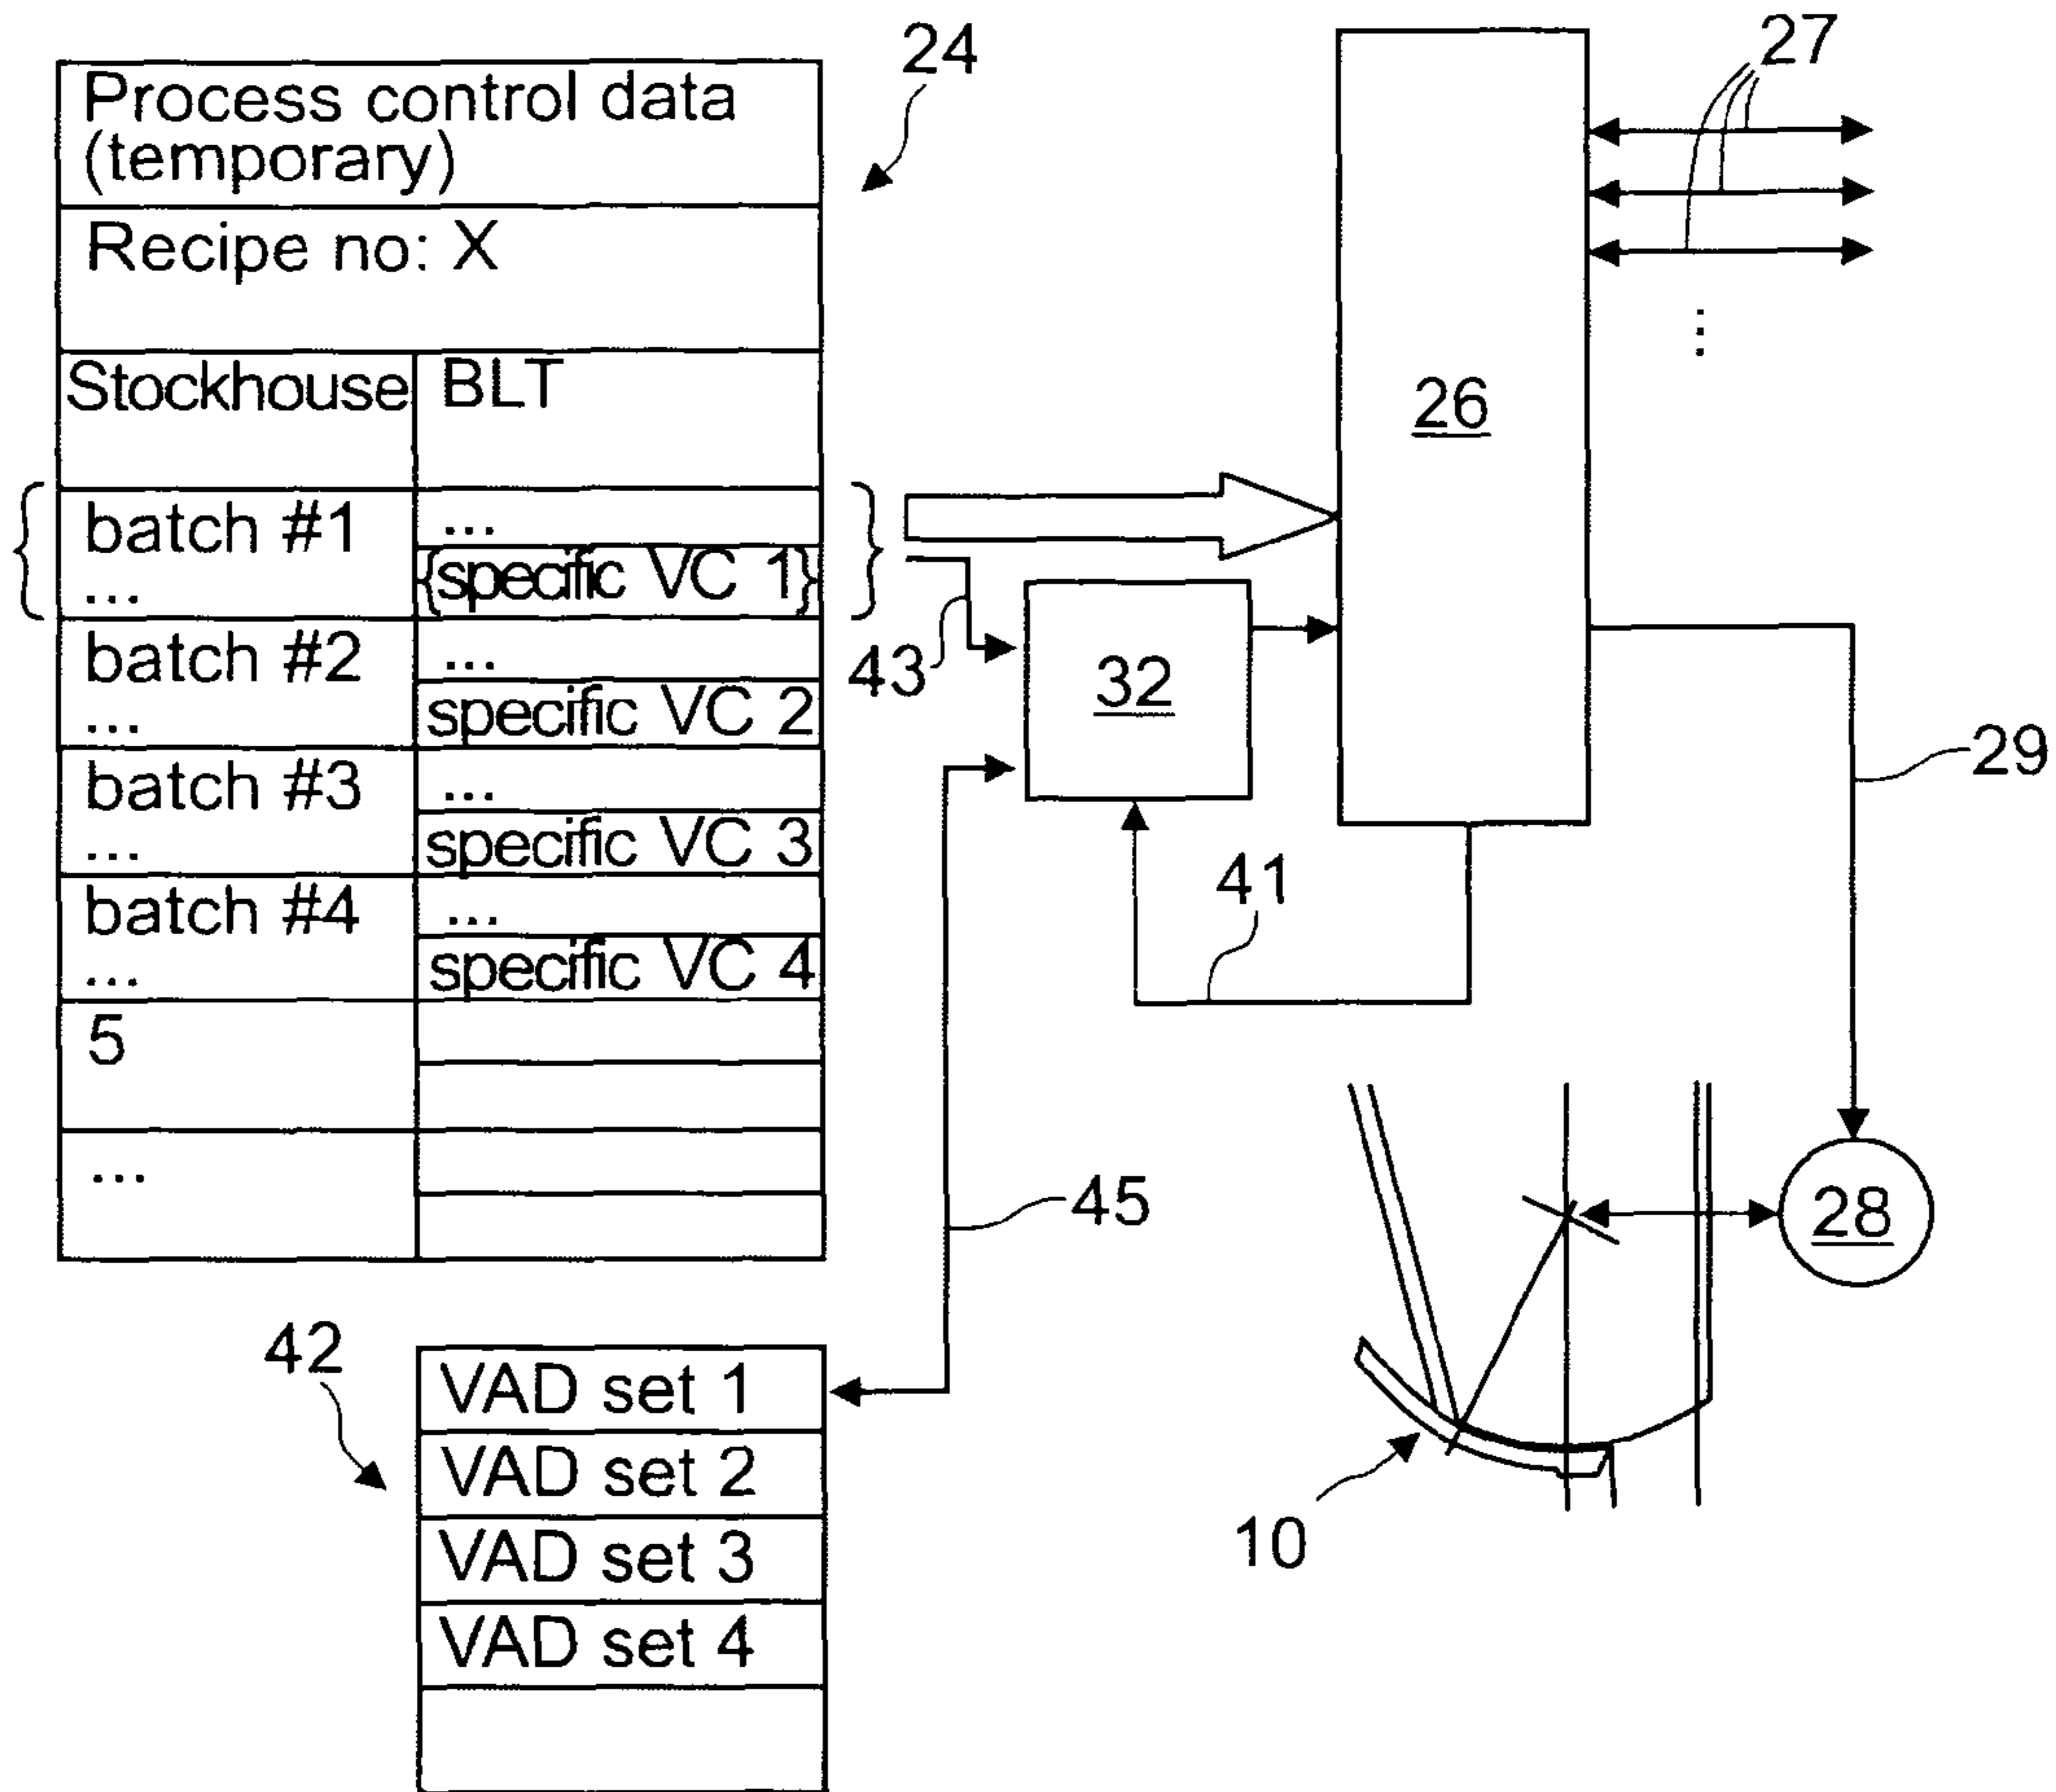 Process control data
(temporary)
Recipe no: X
Stockhouse BLT
batch #1 ...
... {specific VC 1}
batch #2 ...
... specific VC 2
batch #3 ...
... specific VC 3
batch #4 ...
... specific VC 4
5
...
24
27
26
...
43
32
29
41
45
28
42
VAD set 1
VAD set 2
VAD set 3
VAD set 4
10